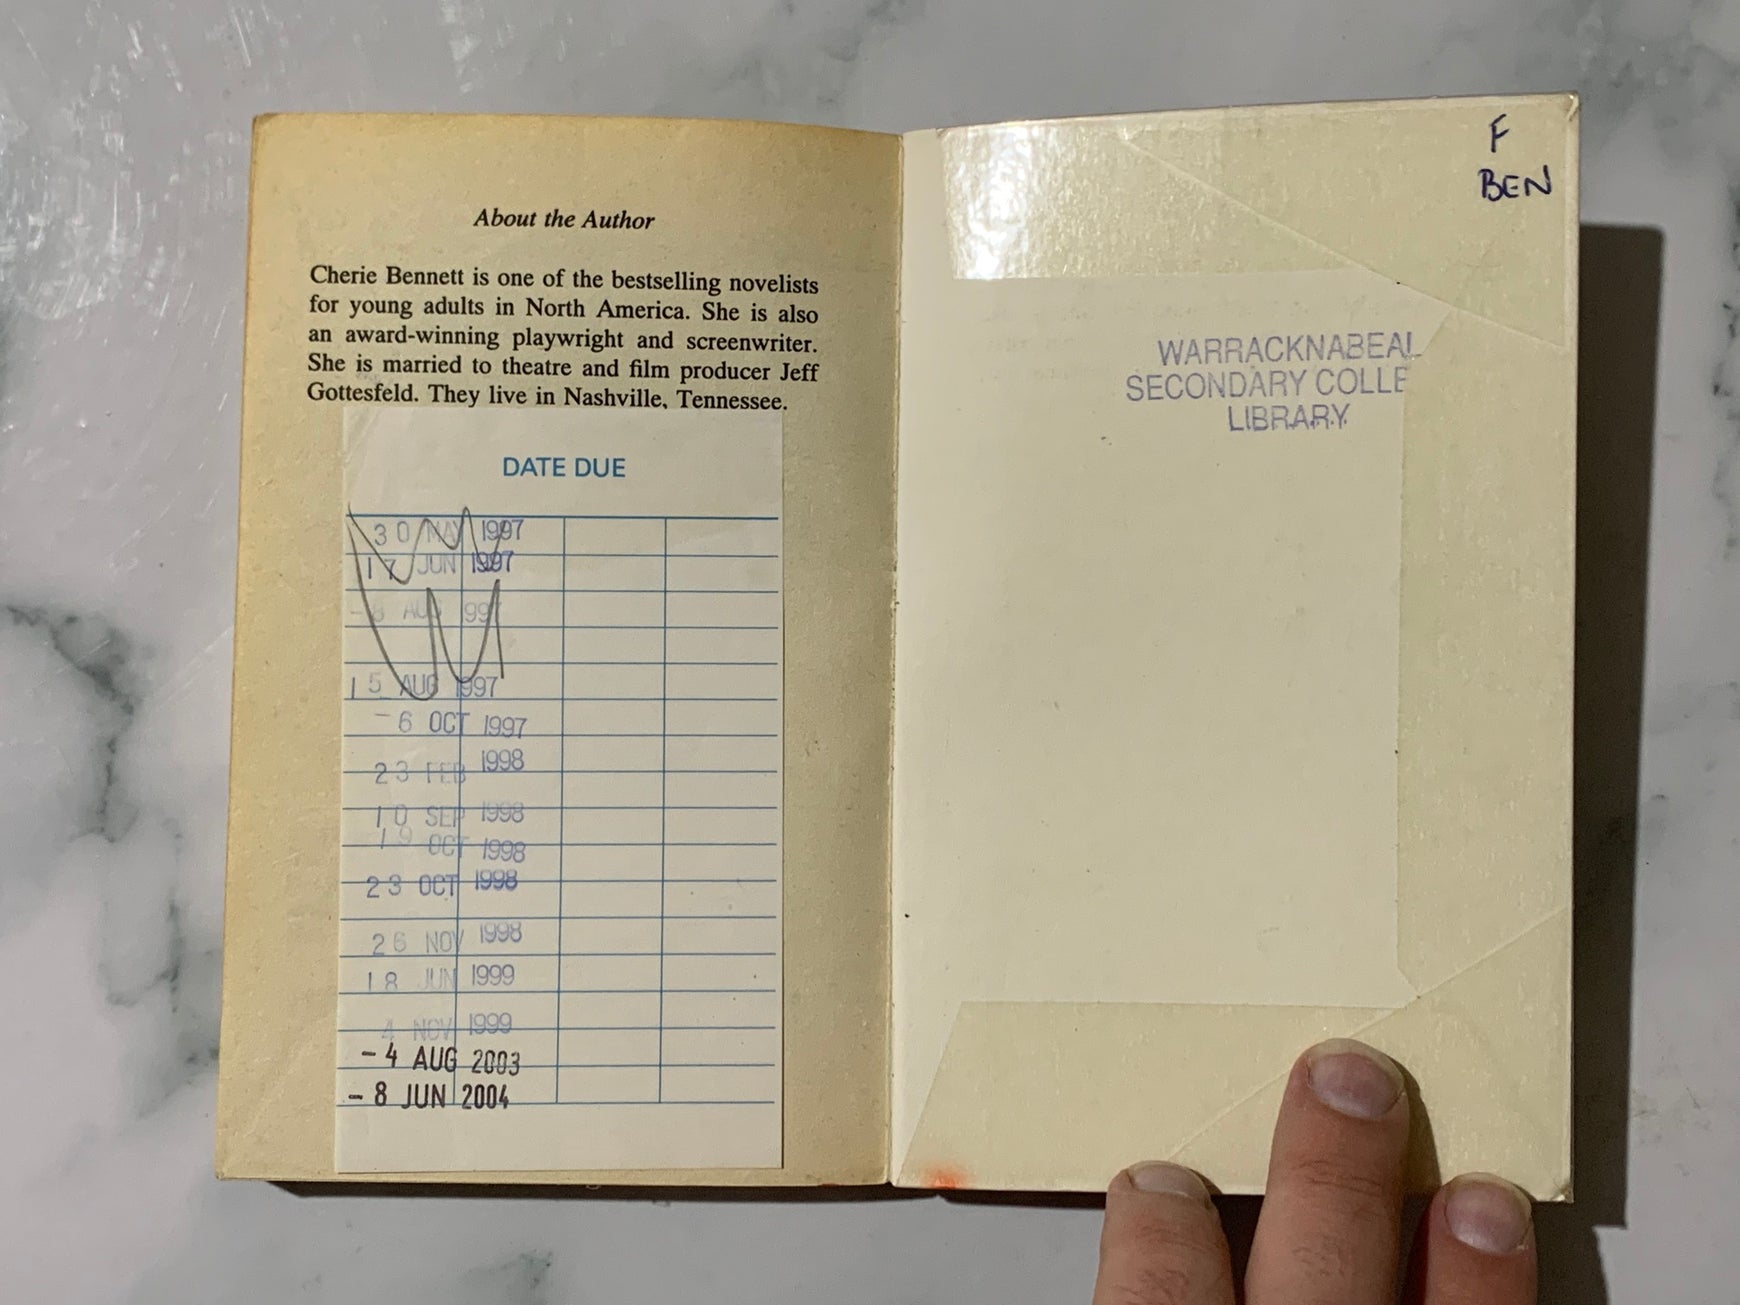 About the Author
Cherie Bennett is one of the bestselling novelists
for young adults in North America. She is also
an award-winning playwright and screenwriter.
She is married to theatre and film producer Jeff
Gottesfeld. They live in Nashville, Tennessee.
DATE DUE
30 MAY 1997
17 JUN 1997
-8 AUG 1997
15 AUG 1997
-6 OCT 1997
23 FEB 1998
10 SEP 1998
19 OCT 1998
23 OCT 1998
26 NOV 1998
18 JUN 1999
4 NOV 1999
-4 AUG 2003
-8 JUN 2004
F
BEN
WARRACKNABEAL
SECONDARY COLLE
LIBRARY